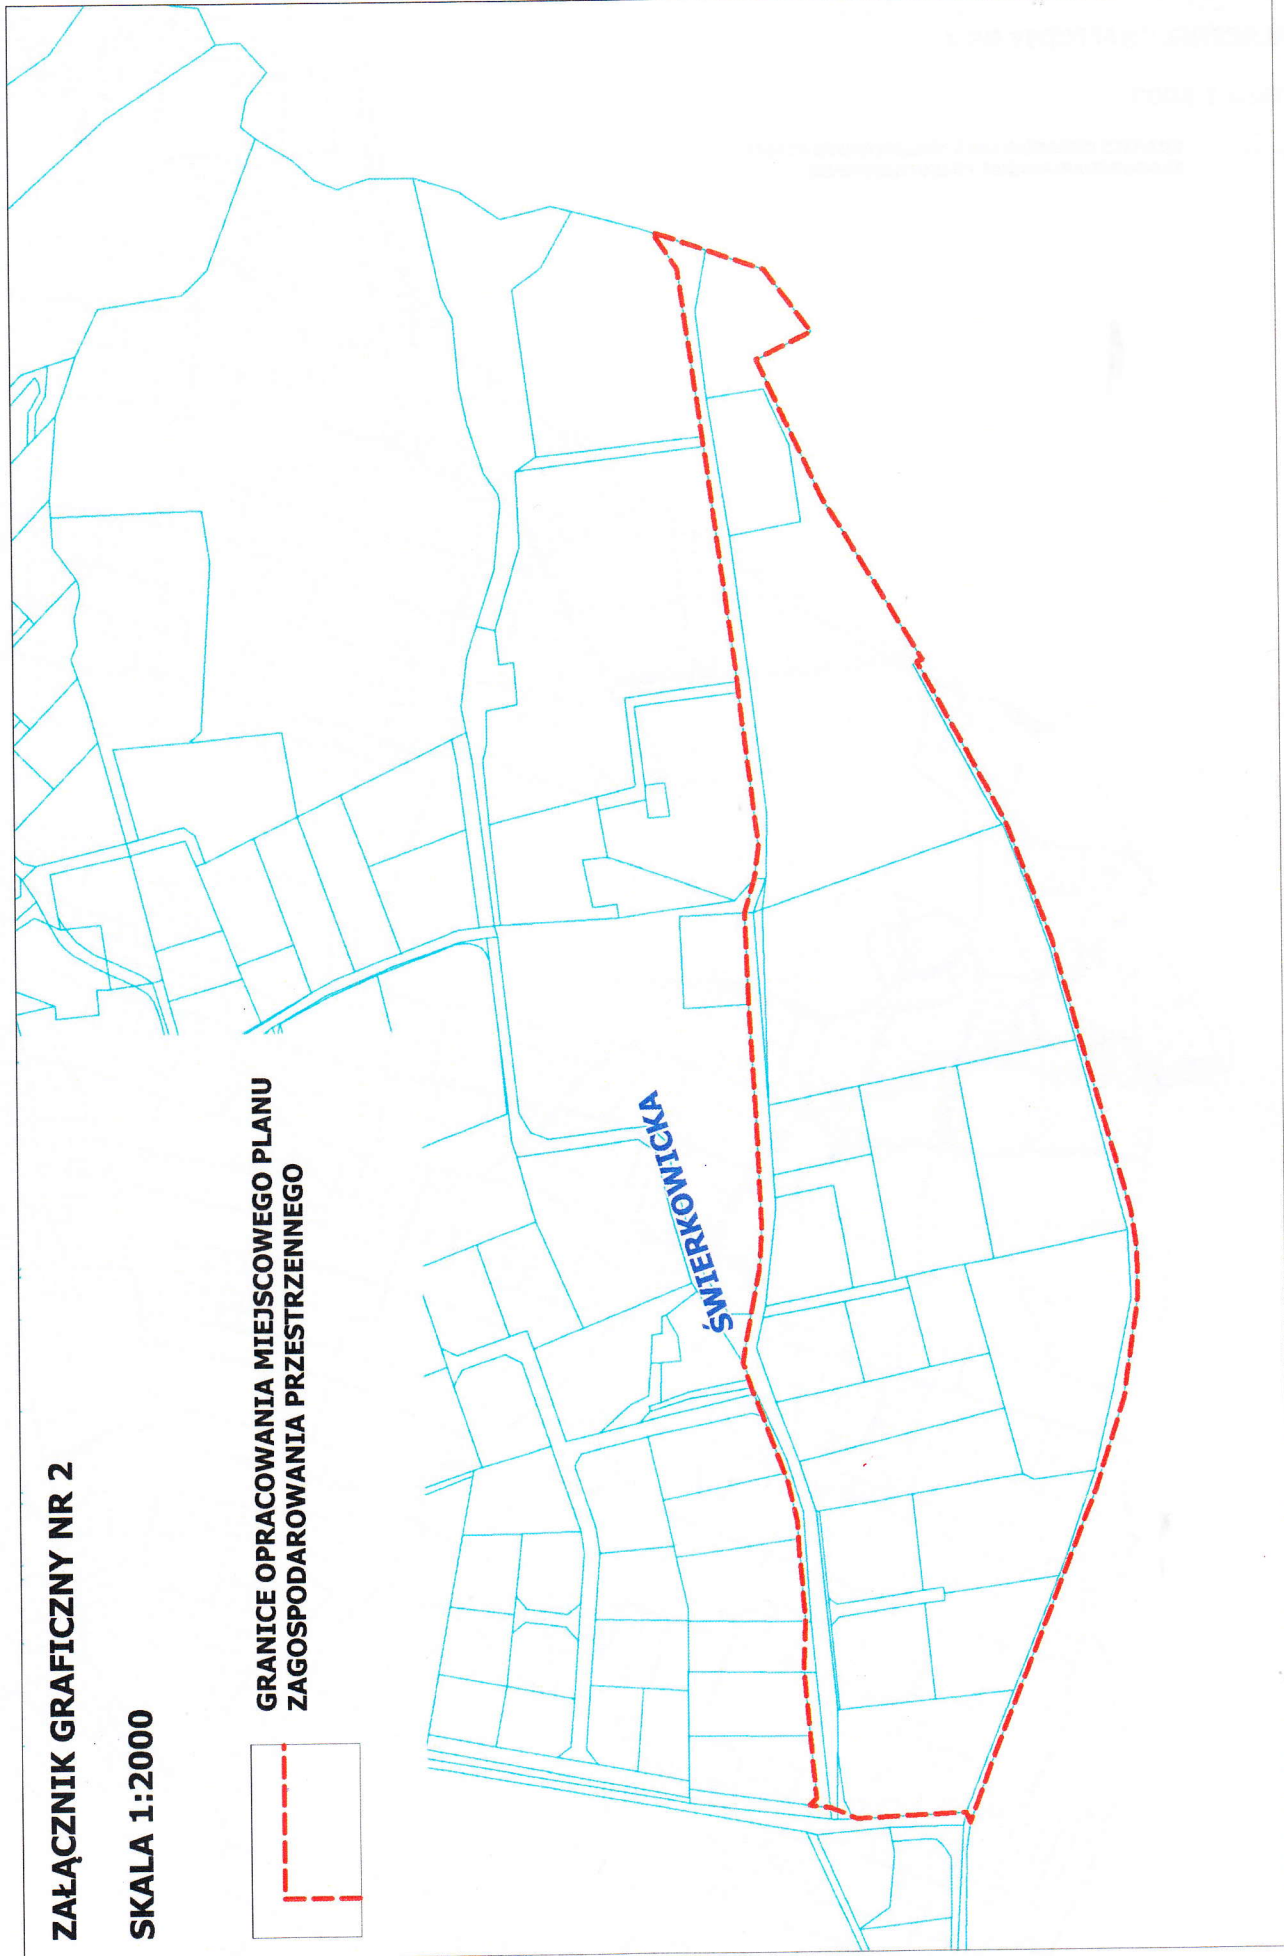 ZAŁĄCZNIK GRAFICZNY NR 2
SKALA 1:2000
GRANICE OPRACOWANIA MIEJSCOWEGO PLANU
ZAGOSPODAROWANIA PRZESTRZENNEGO
ŚWIERKOWICKA